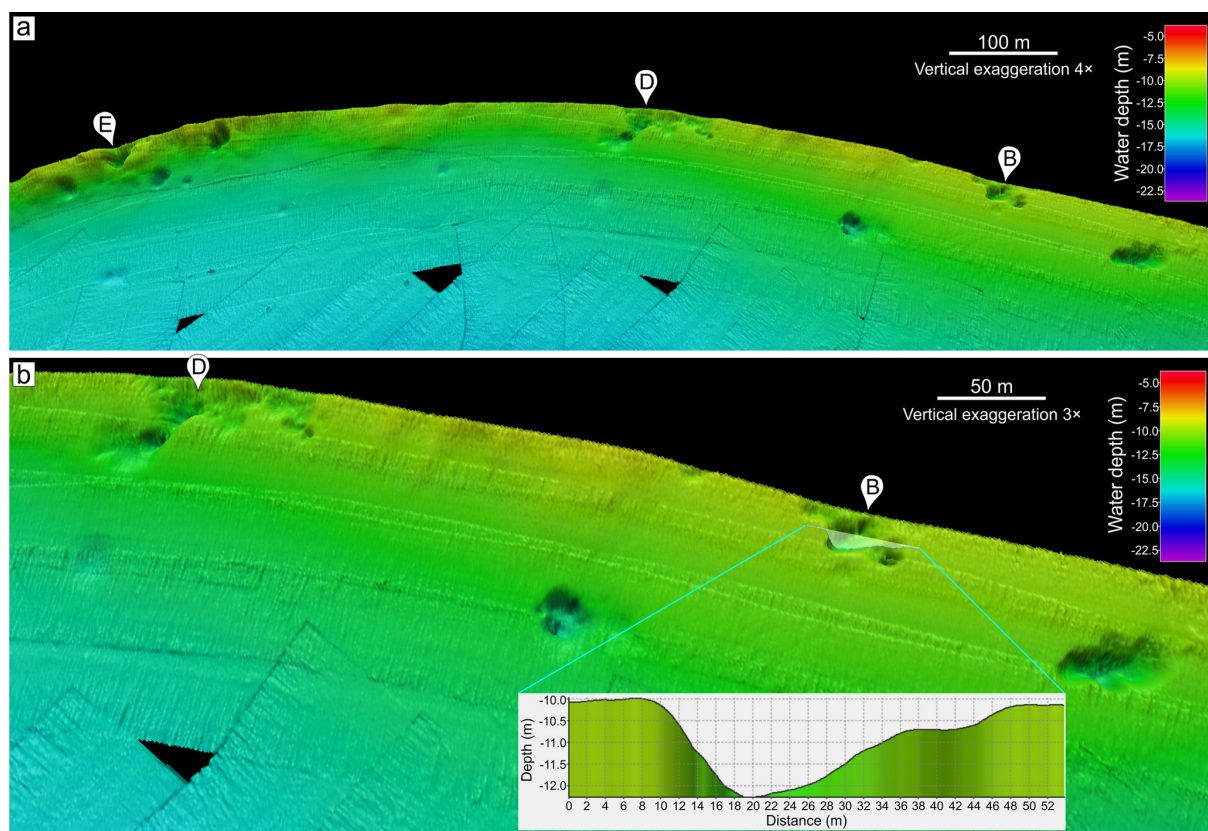 a
100 m
Vertical exaggeration 4×
Water depth (m)
-5.0
-7.5
-10.0
-12.5
-15.0
-17.5
-20.0
-22.5
E
D
B
b
50 m
Vertical exaggeration 3×
Water depth (m)
-5.0
-7.5
-10.0
-12.5
-15.0
-17.5
-20.0
-22.5
D
B
Depth (m)
-10.0
-10.5
-11.0
-11.5
-12.0
0 2 4 6 8 10 12 14 16 18 20 22 24 26 28 30 32 34 36 38 40 42 44 46 48 50 52
Distance (m)